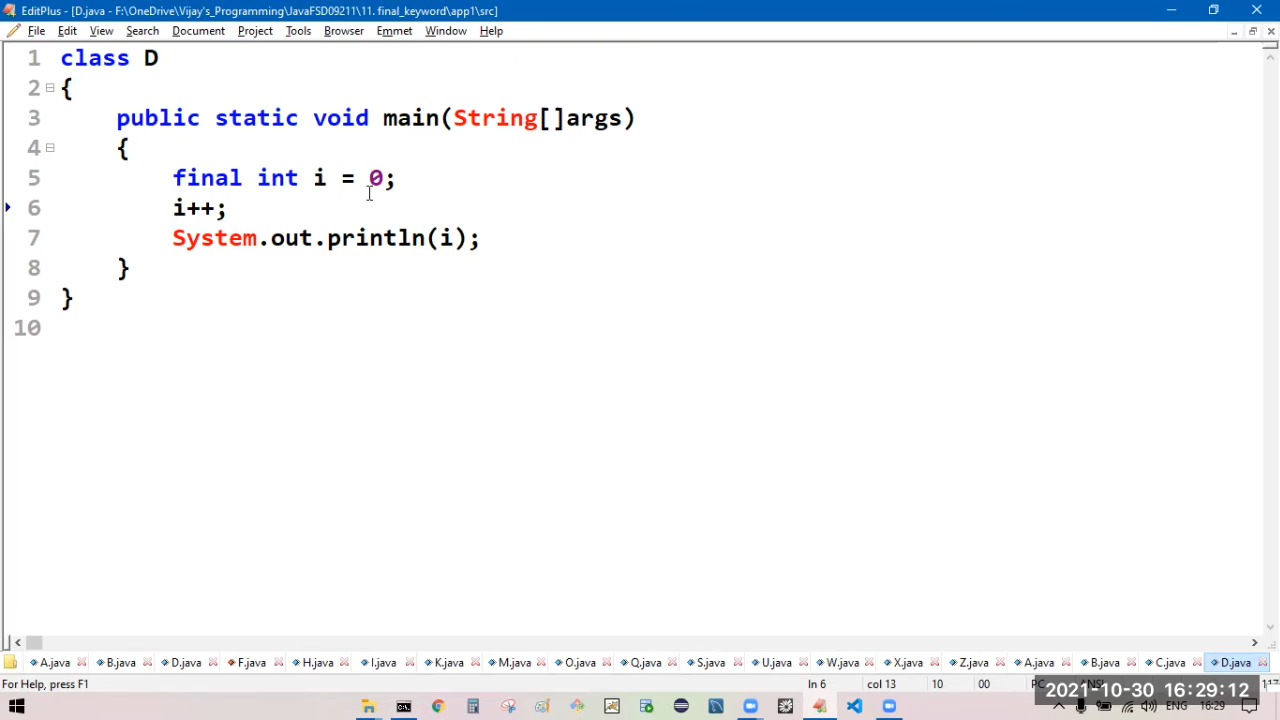 EditPlus - [D.java - F:\OneDrive\Vijay's_Programming\JavaFSD09211\11. final_keyword\app1\src]
File Edit View Search Document Project Tools Browser Emmet Window Help
1 class D
2 {
3 public static void main(String[]args)
4 {
5 final int i = 0;
6 i++;
7 System.out.println(i);
8 }
9 }
10
A.java B.java D.java F.java H.java I.java K.java M.java O.java Q.java S.java U.java W.java X.java Z.java A.java B.java C.java D.java
For Help, press F1 ln 6 col 13 10 00 PC
2021-10-30 16:29:12
ENG 16:29